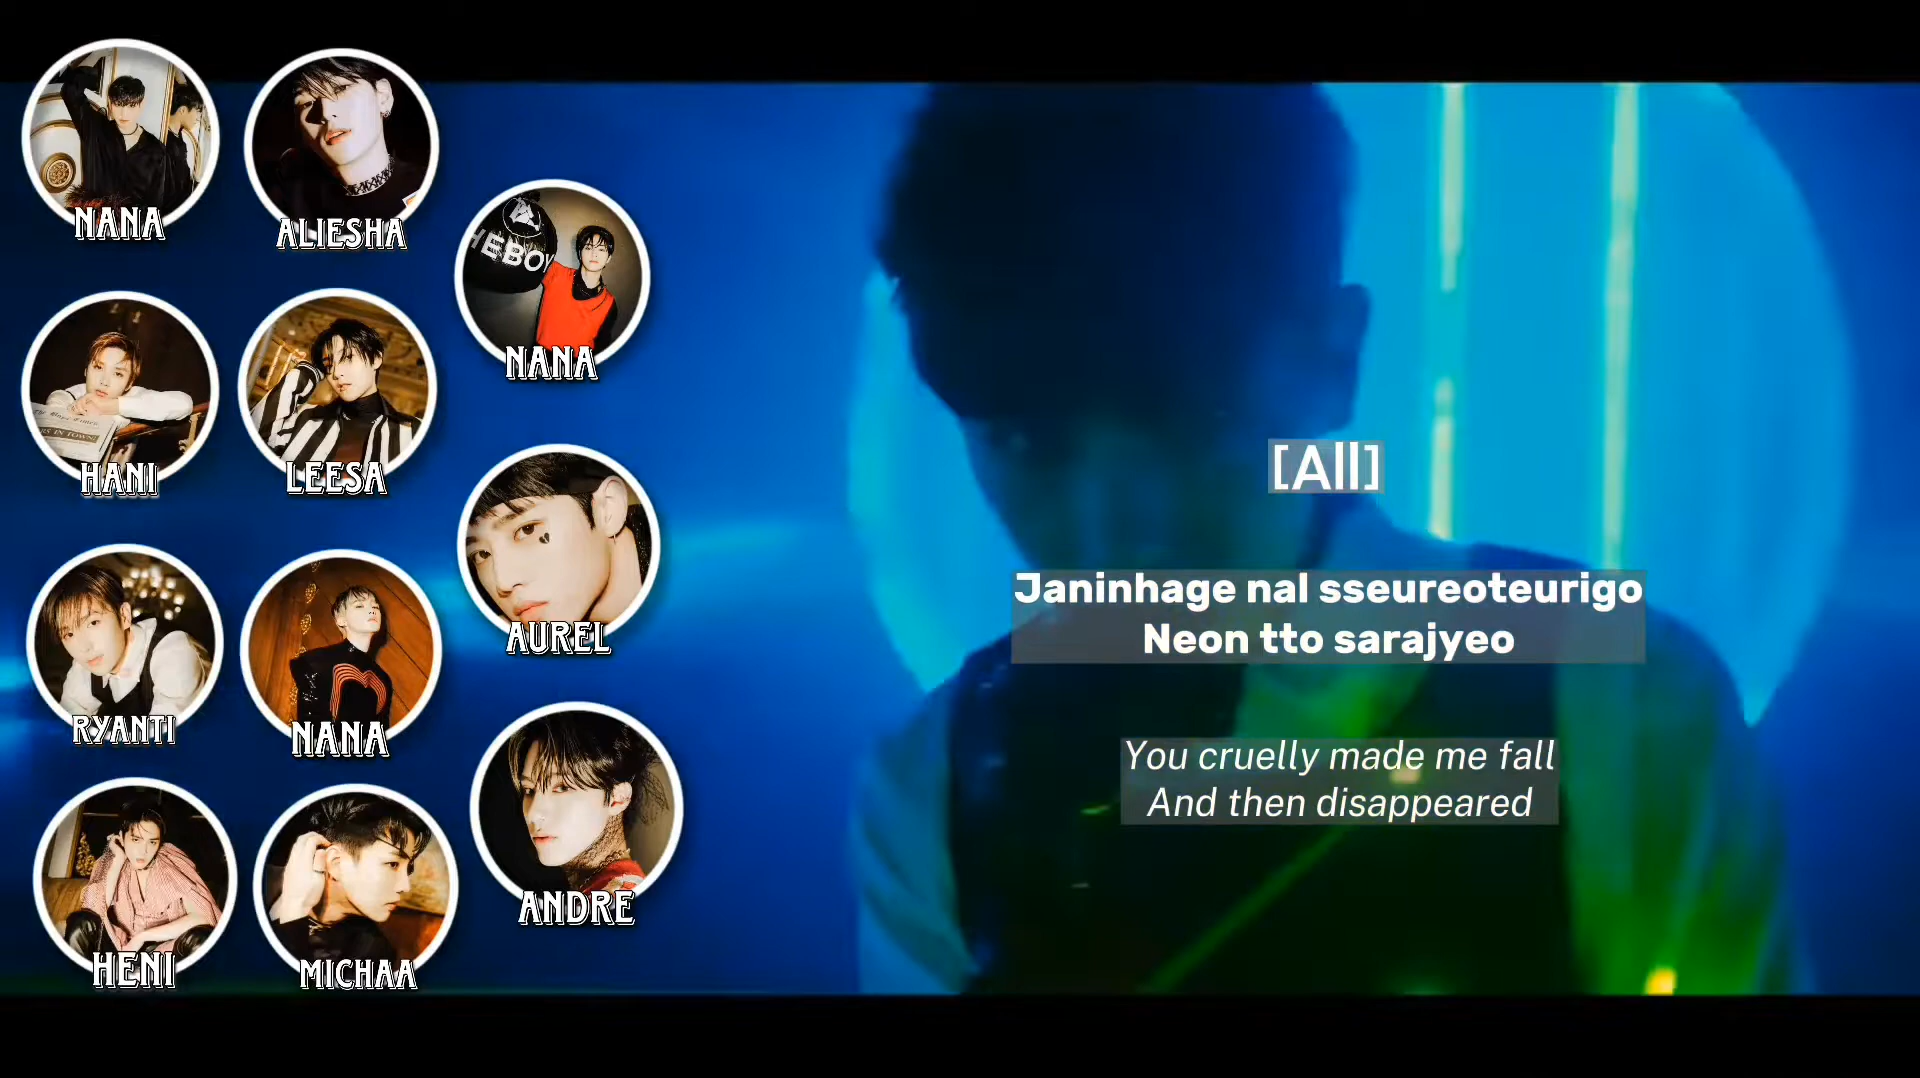 NANA
ALIESHA
HEBOY
NANA
HANI
LEESA
AUREL
RYANTI
NANA
ANDRE
HENI
MICHAA
[All]
Janinhage nal sseureoteurigo
Neon tto sarajyeo
You cruelly made me fall
And then disappeared